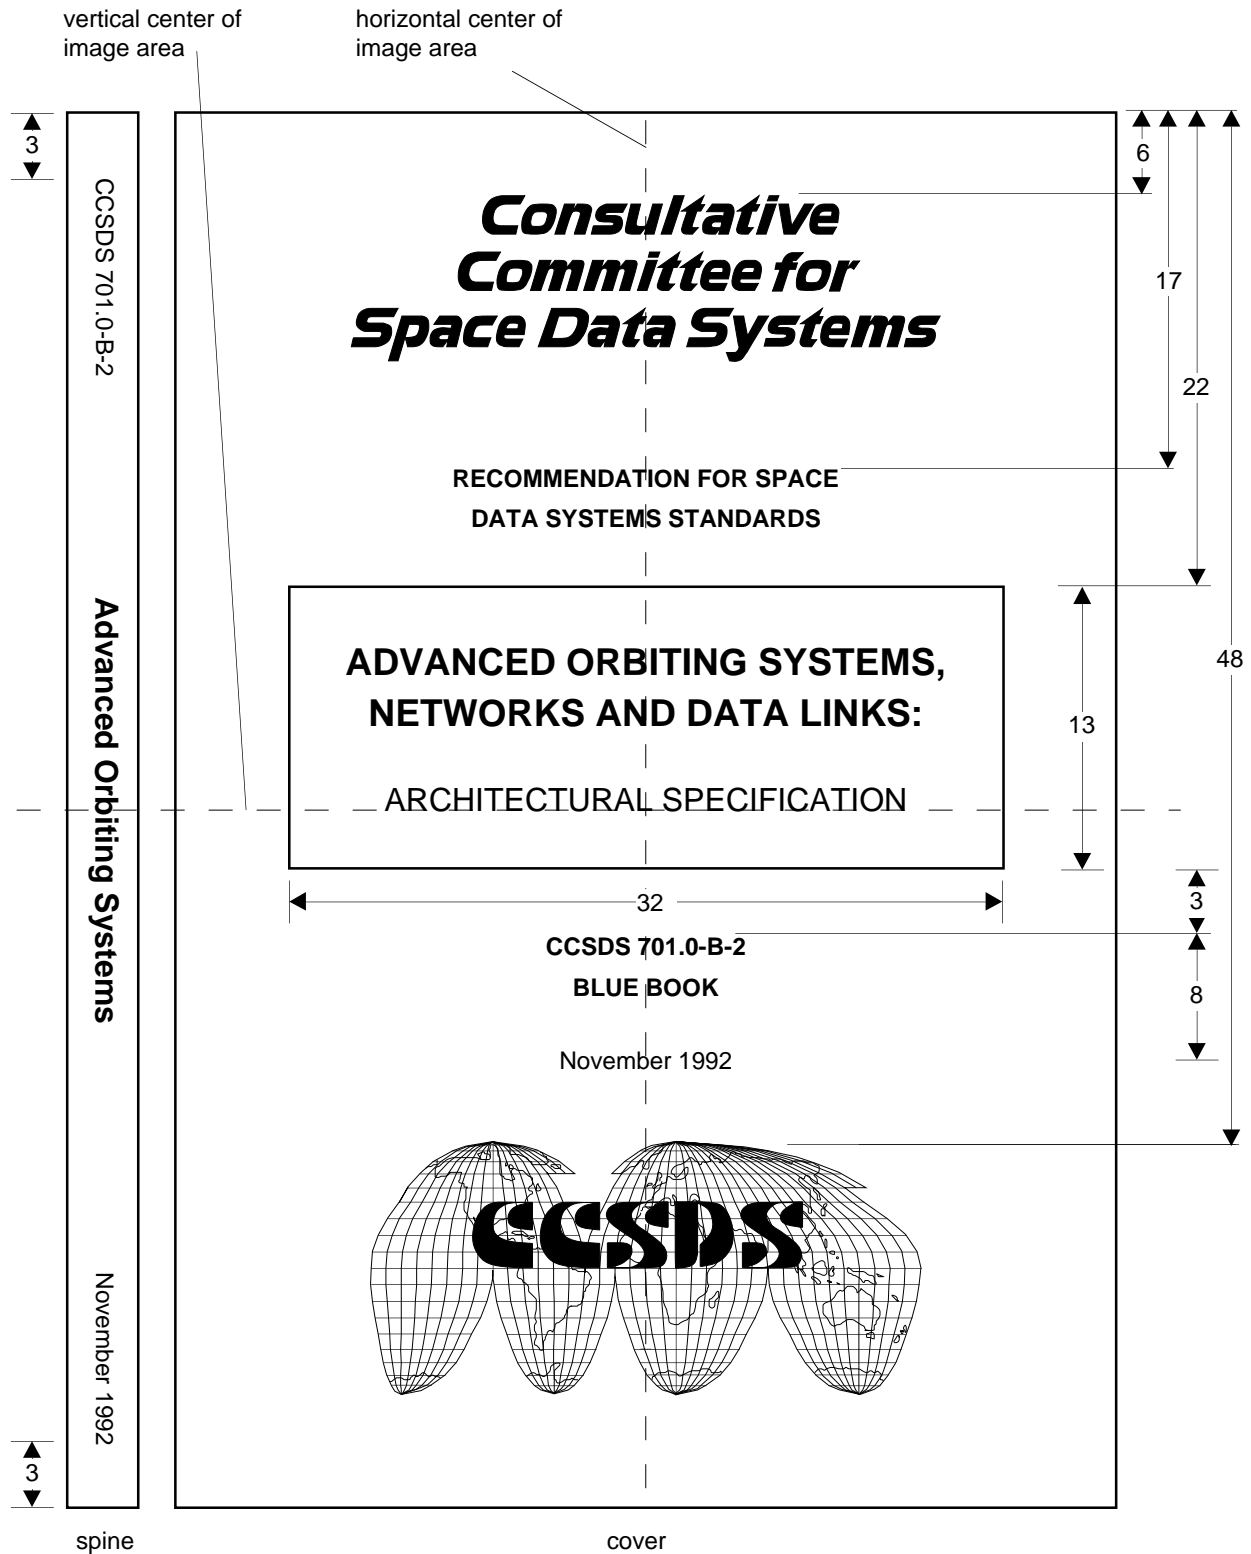 vertical center of
image area
horizontal center of
image area
3
6
CCSDS 701.0-B-2
Consultative
Committee for
Space Data Systems
17
22
RECOMMENDATION FOR SPACE
DATA SYSTEMS STANDARDS
Advanced Orbiting Systems
ADVANCED ORBITING SYSTEMS,
NETWORKS AND DATA LINKS:
48
13
ARCHITECTURAL SPECIFICATION
32
3
CCSDS 701.0-B-2
BLUE BOOK
8
November 1992
CCSDS
November 1992
3
spine
cover